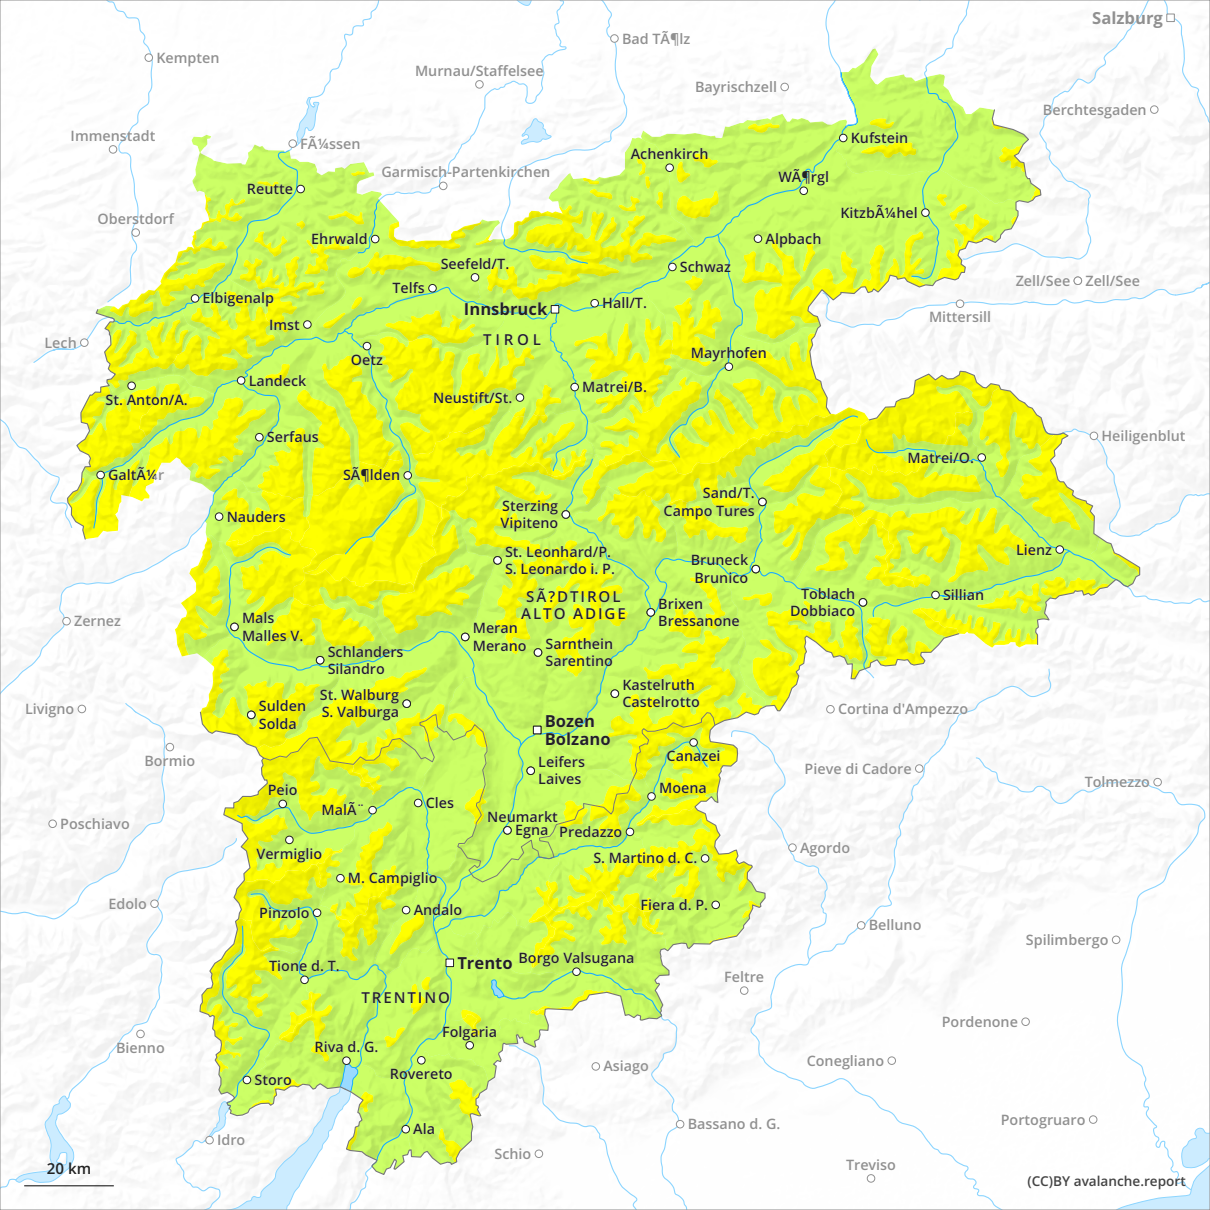 Salzburg
Bad TÃ¶lz
Kempten
Murnau/Staffelsee
Bayrischzell
Berchtesgaden
Immenstadt
FÃ¼ssen
Kufstein
Achenkirch
Garmisch-Partenkirchen
WÃ¶rgl
Reutte
Oberstdorf
KitzbÃ¼hel
Ehrwald
Alpbach
Seefeld/T.
Schwaz
Zell/See
Zell/See
Telfs
Elbigenalp
Innsbruck
Hall/T.
Mittersill
Imst
TIROL
Lech
Oetz
Mayrhofen
Landeck
Matrei/B.
St. Anton/A.
Neustift/St.
Serfaus
Heiligenblut
Matrei/O.
GaltÃ¼r
SÃ¶lden
Sand/T.
Campo Tures
Sterzing
Vipiteno
Nauders
Lienz
St. Leonhard/P.
S. Leonardo i. P.
Bruneck
Brunico
SÃ?DTIROL
ALTO ADIGE
Toblach
Dobbiaco
Sillian
Brixen
Bressanone
Zernez
Mals
Malles V.
Meran
Merano
Sarnthein
Sarentino
Schlanders
Silandro
Kastelruth
Castelrotto
St. Walburg
S. Valburga
Livigno
Sulden
Solda
Cortina d'Ampezzo
Bozen
Bolzano
Bormio
Canazei
Leifers
Laives
Pieve di Cadore
Tolmezzo
Peio
Moena
MalÃ¨
Cles
Neumarkt
Egna
Predazzo
Poschiavo
Vermiglio
Agordo
S. Martino d. C.
M. Campiglio
Edolo
Pinzolo
Andalo
Fiera d. P.
Belluno
Spilimbergo
Trento
Borgo Valsugana
Tione d. T.
Feltre
TRENTINO
Pordenone
Folgaria
Bienno
Riva d. G.
Conegliano
Asiago
Rovereto
Storo
Portogruaro
Bassano d. G.
Ala
Idro
Schio
Treviso
20 km
(CC)BY avalanche.report